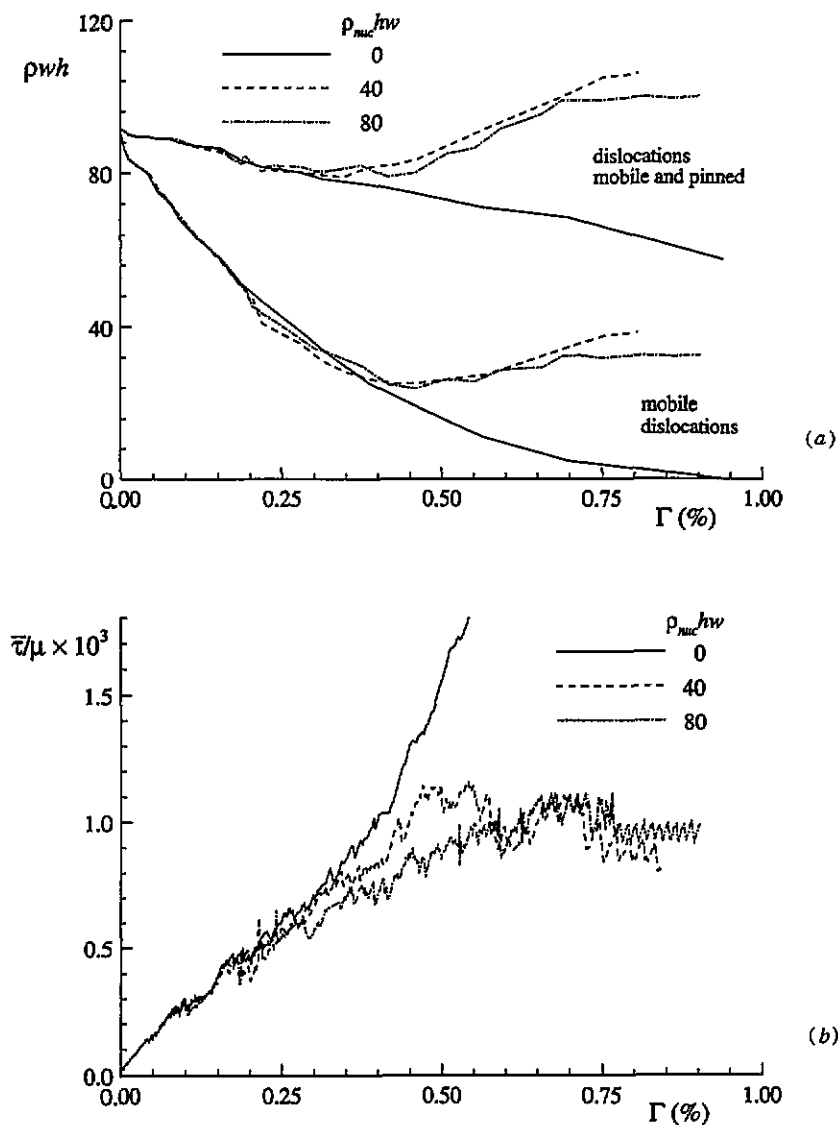 120
ρwh
80
40
0
ρnuc hw
0
40
80
dislocations
mobile and pinned
mobile
dislocations
(a)
0.00 0.25 0.50 0.75 1.00
Γ (%)
τ̄/μ × 10³
1.5
1.0
0.5
0.0
ρnuc hw
0
40
80
(b)
0.00 0.25 0.50 0.75 1.00
Γ (%)